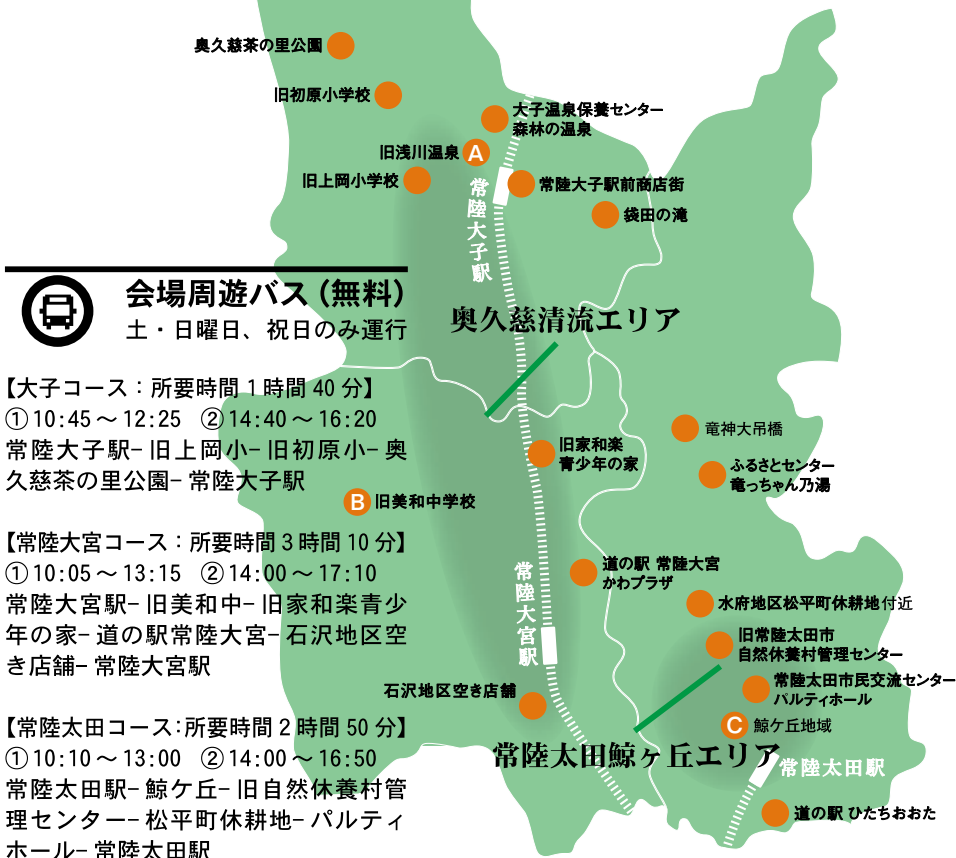 奥久慈茶の里公園
旧初原小学校
大子温泉保養センター
森林の温泉
旧浅川温泉
A
旧上岡小学校
常陸大子駅前商店街
常陸大子駅
袋田の滝
会場周遊バス（無料）
土・日曜日、祝日のみ運行
奥久慈清流エリア
【大子コース：所要時間1時間40分】
①10:45～12:25 ②14:40～16:20
常陸大子駅−旧上岡小−旧初原小−奥
久慈茶の里公園−常陸大子駅
竜神大吊橋
旧家和楽
青少年の家
ふるさとセンター
竜っちゃん乃湯
B
旧美和中学校
【常陸大宮コース：所要時間3時間10分】
①10:05～13:15 ②14:00～17:10
常陸大宮駅−旧美和中−旧家和楽青少
年の家−道の駅常陸大宮−石沢地区空
き店舗−常陸大宮駅
道の駅 常陸大宮
かわプラザ
常陸大宮駅
水府地区松平町休耕地付近
旧常陸太田市
自然休養村管理センター
常陸太田市民交流センター
パルティホール
石沢地区空き店舗
C
鯨ケ丘地域
常陸太田鯨ヶ丘エリア
常陸太田駅
道の駅 ひたちおおた
【常陸太田コース：所要時間2時間50分】
①10:10～13:00 ②14:00～16:50
常陸太田駅−鯨ケ丘−旧自然休養村管
理センター−松平町休耕地−パルティ
ホール−常陸太田駅